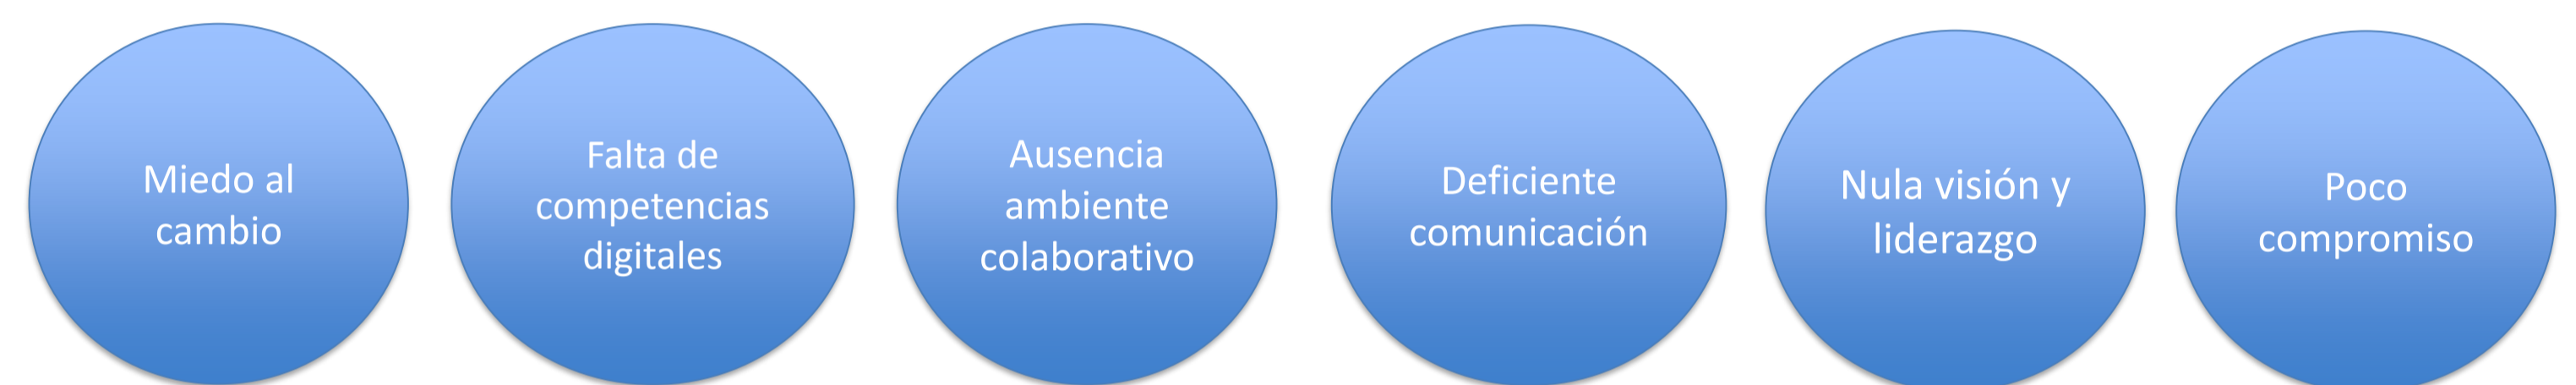 Miedo al
cambio
Falta de
competencias
digitales
Ausencia
ambiente
colaborativo
Deficiente
comunicación
Nula visión y
liderazgo
Poco
compromiso